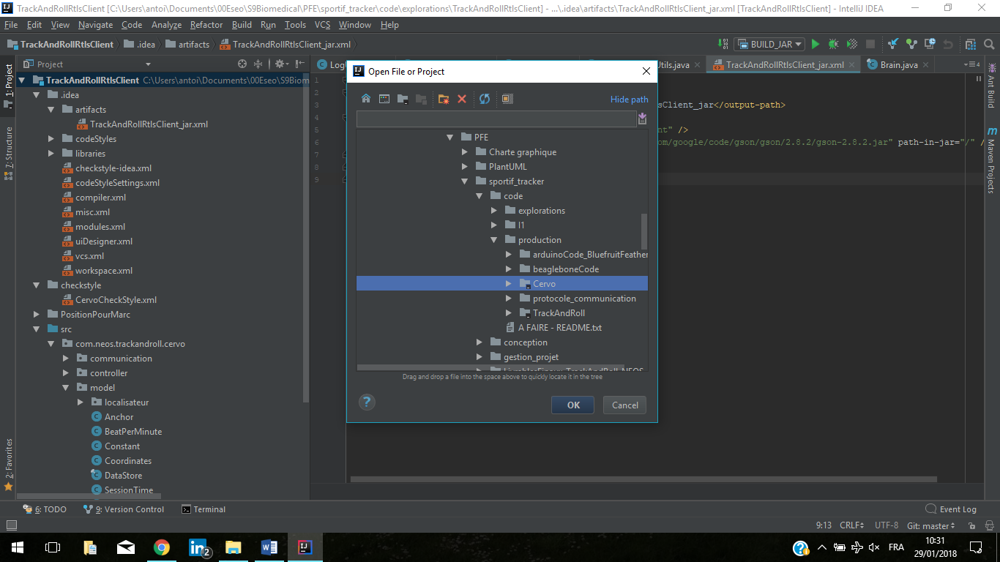 TrackAndRollRtlsClient [C:\Users\antoi\Documents\00Eseo\S9Biomedical\PFE\sportif_tracker\code\explorations\TrackAndRollRtlsClient] - ...\.idea\artifacts\TrackAndRollRtlsClient_jar.xml [TrackAndRollRtlsClient] - IntelliJ IDEA
File Edit View Navigate Code Analyze Refactor Build Run Tools VCS Window Help
TrackAndRollRtlsClient .idea artifacts TrackAndRollRtlsClient_jar.xml BUILD_JAR
Project
Utils.java TrackAndRollRtlsClient_jar.xml Brain.java 4
1: Project
7: Structure
2: Favorites
TrackAndRollRtlsClient C:\Users\antoi\Documents\00Eseo\S9Biom
.idea
artifacts
TrackAndRollRtlsClient_jar.xml
codeStyles
libraries
checkstyle-idea.xml
codeStyleSettings.xml
compiler.xml
misc.xml
modules.xml
uiDesigner.xml
vcs.xml
workspace.xml
checkstyle
CervoCheckStyle.xml
PositionPourMarc
src
com.neos.trackandroll.cervo
communication
controller
model
localisateur
Anchor
BeatPerMinute
Constant
Coordinates
DataStore
SessionTime
1
2
3
4
5
6
7
8
9
sClient_jar</output-path>
nt" />
om/google/code/gson/gson/2.8.2/gson-2.8.2.jar" path-in-jar="/" /
Open File or Project
Hide path
PFE
Charte graphique
PlantUML
sportif_tracker
code
explorations
I1
production
arduinoCode_BluefruitFeather
beagleboneCode
Cervo
protocole_communication
TrackAndRoll
A FAIRE - README.txt
conception
gestion_projet
LivrablesFinaux_TrackAndRoll_NEOS
Drag and drop a file into the space above to quickly locate it in the tree
? OK Cancel
Ant Build
Maven Projects
6: TODO 9: Version Control Terminal Event Log
9:13 CRLF UTF-8 Git: master
2 FRA 10:31
29/01/2018